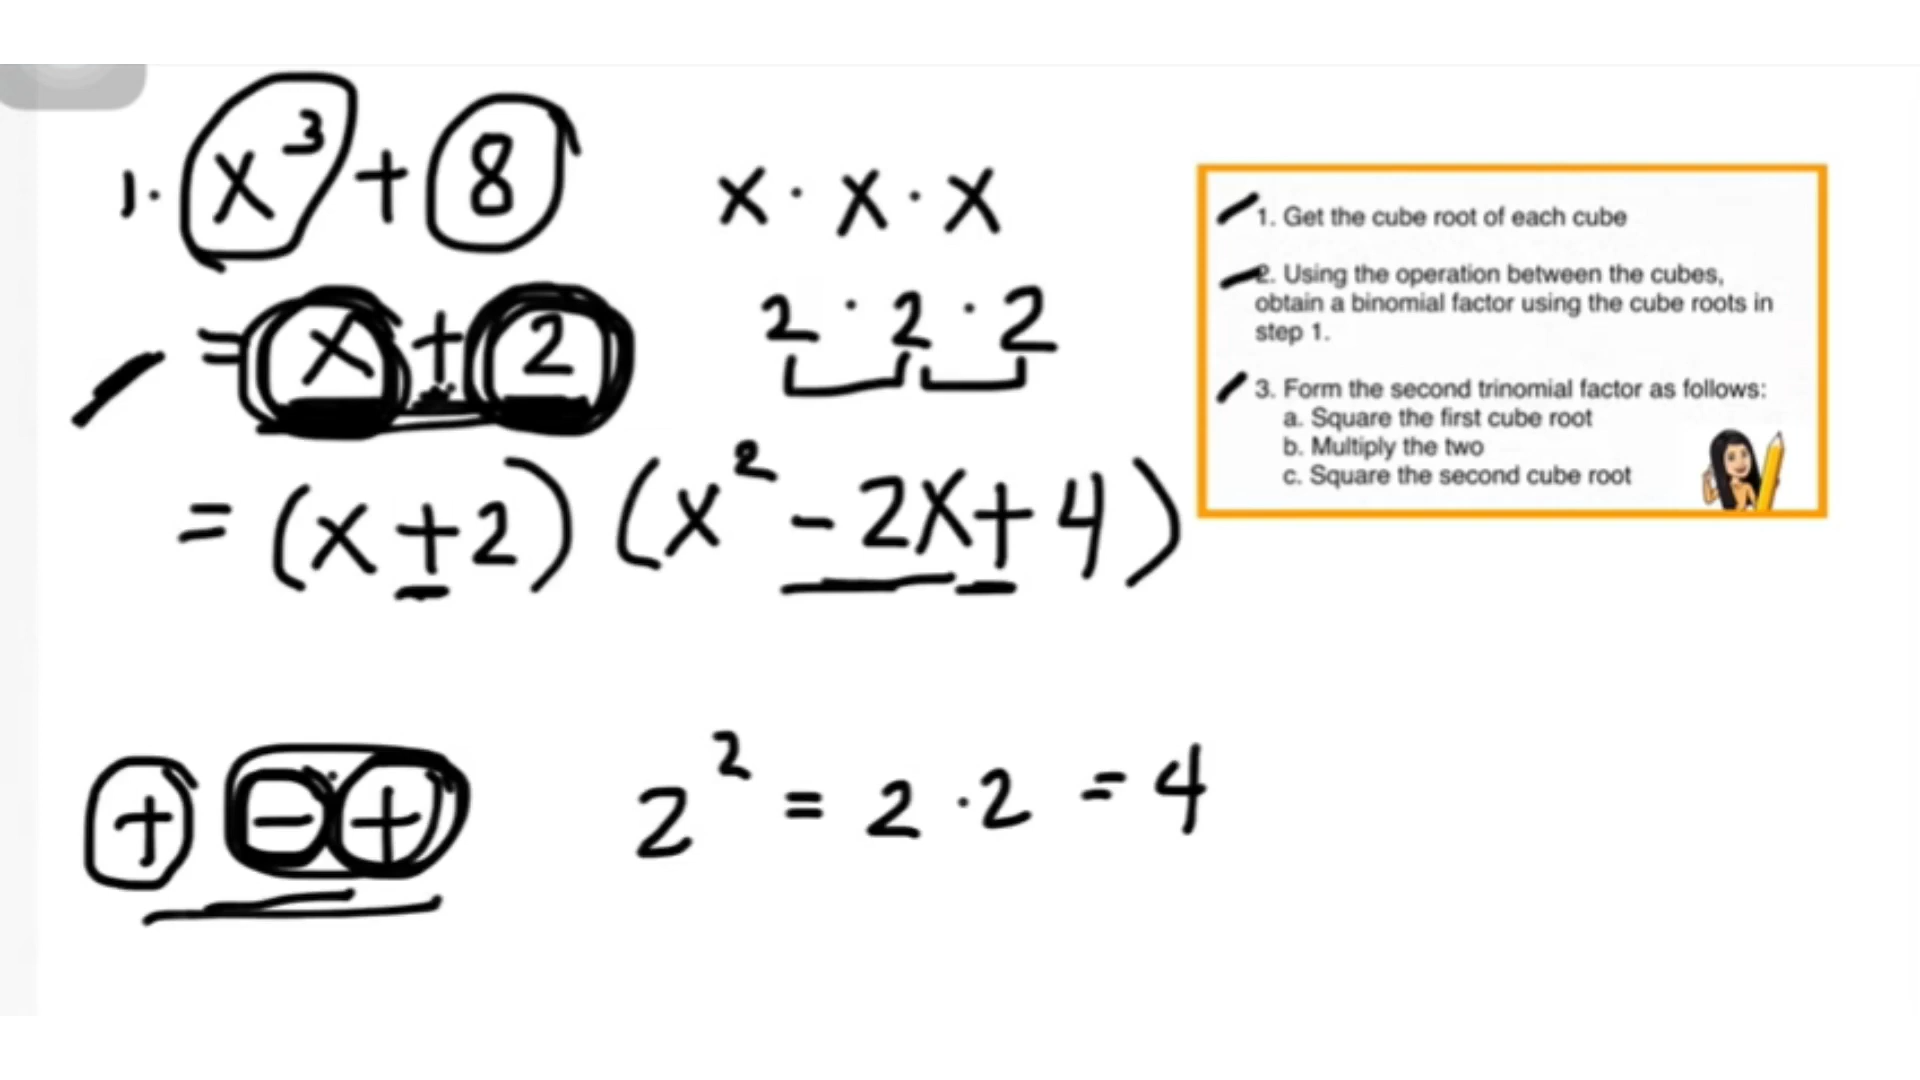 1. x³ + 8
x · x · x
= x + 2
2 · 2 · 2
= (x + 2) (x² - 2x + 4)
+ - +
2² = 2 · 2 = 4
1. Get the cube root of each cube
2. Using the operation between the cubes,
obtain a binomial factor using the cube roots in
step 1.
3. Form the second trinomial factor as follows:
a. Square the first cube root
b. Multiply the two
c. Square the second cube root